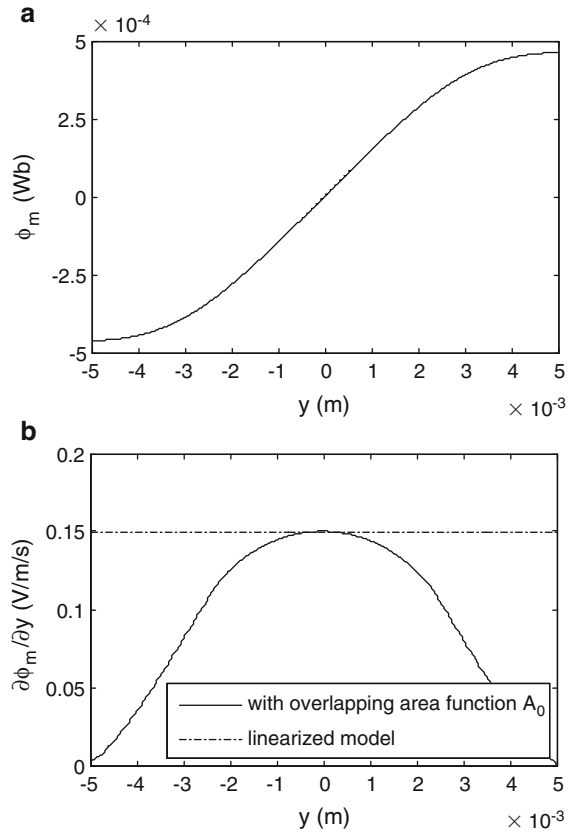 a
× 10⁻⁴
5
2.5
0
-2.5
-5
ϕ_m (Wb)
-5 -4 -3 -2 -1 0 1 2 3 4 5
y (m)
× 10⁻³
b
0.2
0.15
0.1
0.05
0
∂ϕ_m/∂y (V/m/s)
with overlapping area function A₀
linearized model
-5 -4 -3 -2 -1 0 1 2 3 4 5
y (m)
× 10⁻³